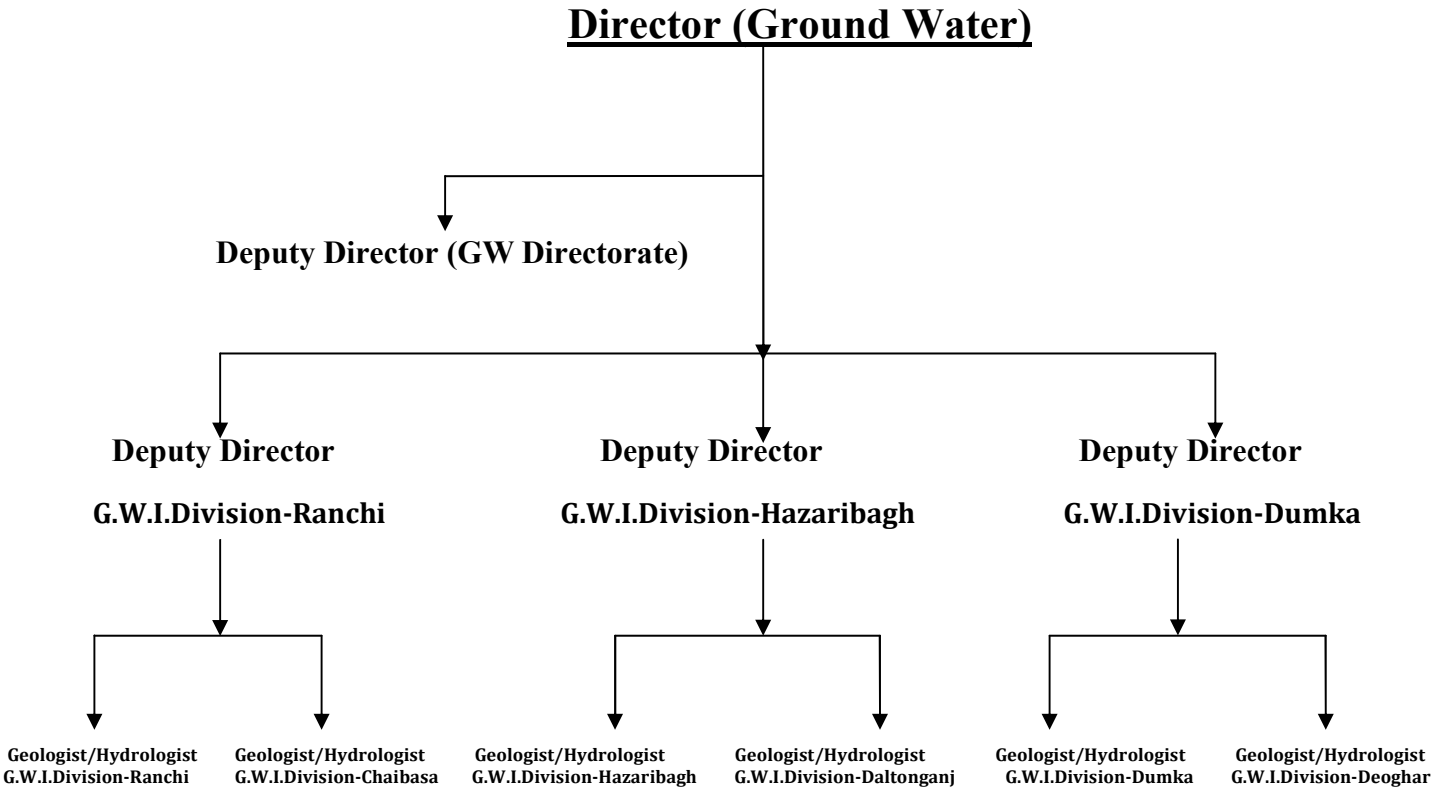 Director (Ground Water)
Deputy Director (GW Directorate)
Deputy Director
G.W.I.Division-Ranchi
Deputy Director
G.W.I.Division-Hazaribagh
Deputy Director
G.W.I.Division-Dumka
Geologist/Hydrologist
G.W.I.Division-Ranchi
Geologist/Hydrologist
G.W.I.Division-Chaibasa
Geologist/Hydrologist
G.W.I.Division-Hazaribagh
Geologist/Hydrologist
G.W.I.Division-Daltonganj
Geologist/Hydrologist
G.W.I.Division-Dumka
Geologist/Hydrologist
G.W.I.Division-Deoghar